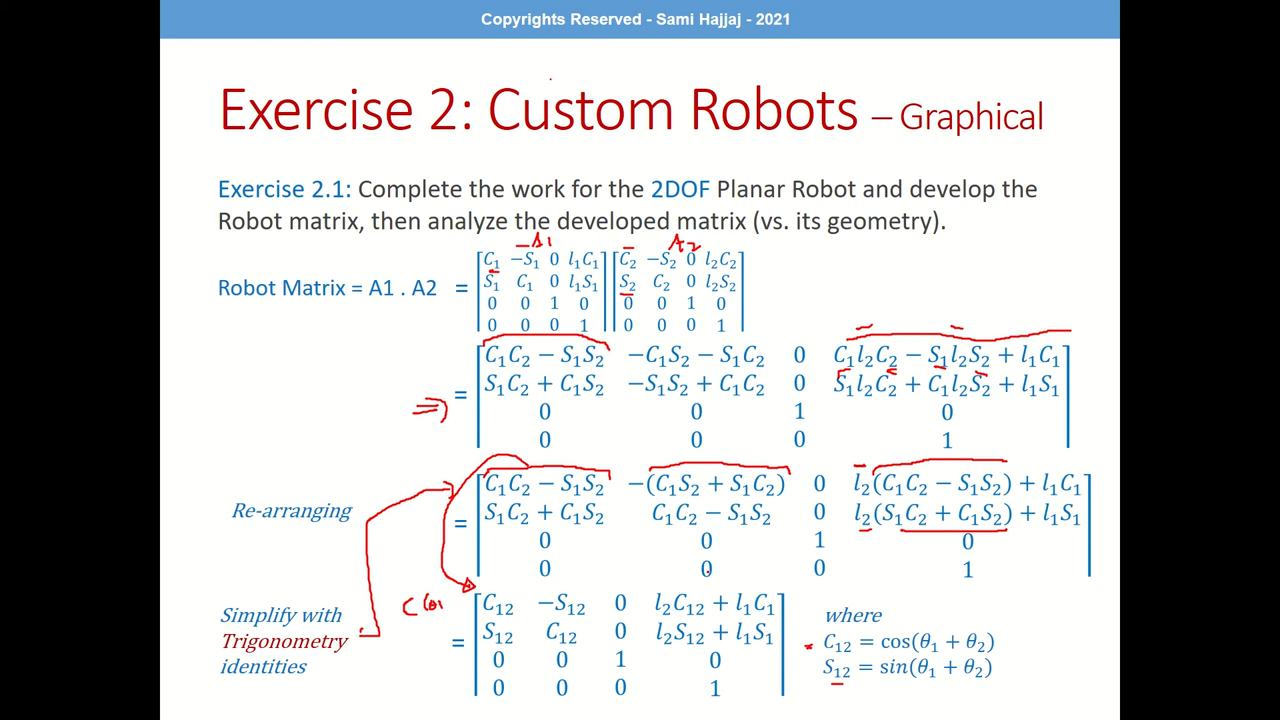 Copyrights Reserved - Sami Hajjaj - 2021
Exercise 2: Custom Robots – Graphical
Exercise 2.1: Complete the work for the 2DOF Planar Robot and develop the
Robot matrix, then analyze the developed matrix (vs. its geometry).
A1 A2
Robot Matrix = A1 . A2 =
C₁ −S₁ 0 l₁C₁ C₂ −S₂ 0 l₂C₂
S₁ C₁ 0 l₁S₁ S₂ C₂ 0 l₂S₂
0 0 1 0 0 0 1 0
0 0 0 1 0 0 0 1
=
C₁C₂ − S₁S₂ −C₁S₂ − S₁C₂ 0 C₁l₂C₂ − S₁l₂S₂ + l₁C₁
S₁C₂ + C₁S₂ −S₁S₂ + C₁C₂ 0 S₁l₂C₂ + C₁l₂S₂ + l₁S₁
0 0 1 0
0 0 0 1
Re-arranging =
C₁C₂ − S₁S₂ −(C₁S₂ + S₁C₂) 0 l₂(C₁C₂ − S₁S₂) + l₁C₁
S₁C₂ + C₁S₂ C₁C₂ − S₁S₂ 0 l₂(S₁C₂ + C₁S₂) + l₁S₁
0 0 1 0
0 0 0 1
Simplify with
Trigonometry
identities
=
C₁₂ −S₁₂ 0 l₂C₁₂ + l₁C₁
S₁₂ C₁₂ 0 l₂S₁₂ + l₁S₁
0 0 1 0
0 0 0 1
where
C₁₂ = cos(θ₁ + θ₂)
S₁₂ = sin(θ₁ + θ₂)